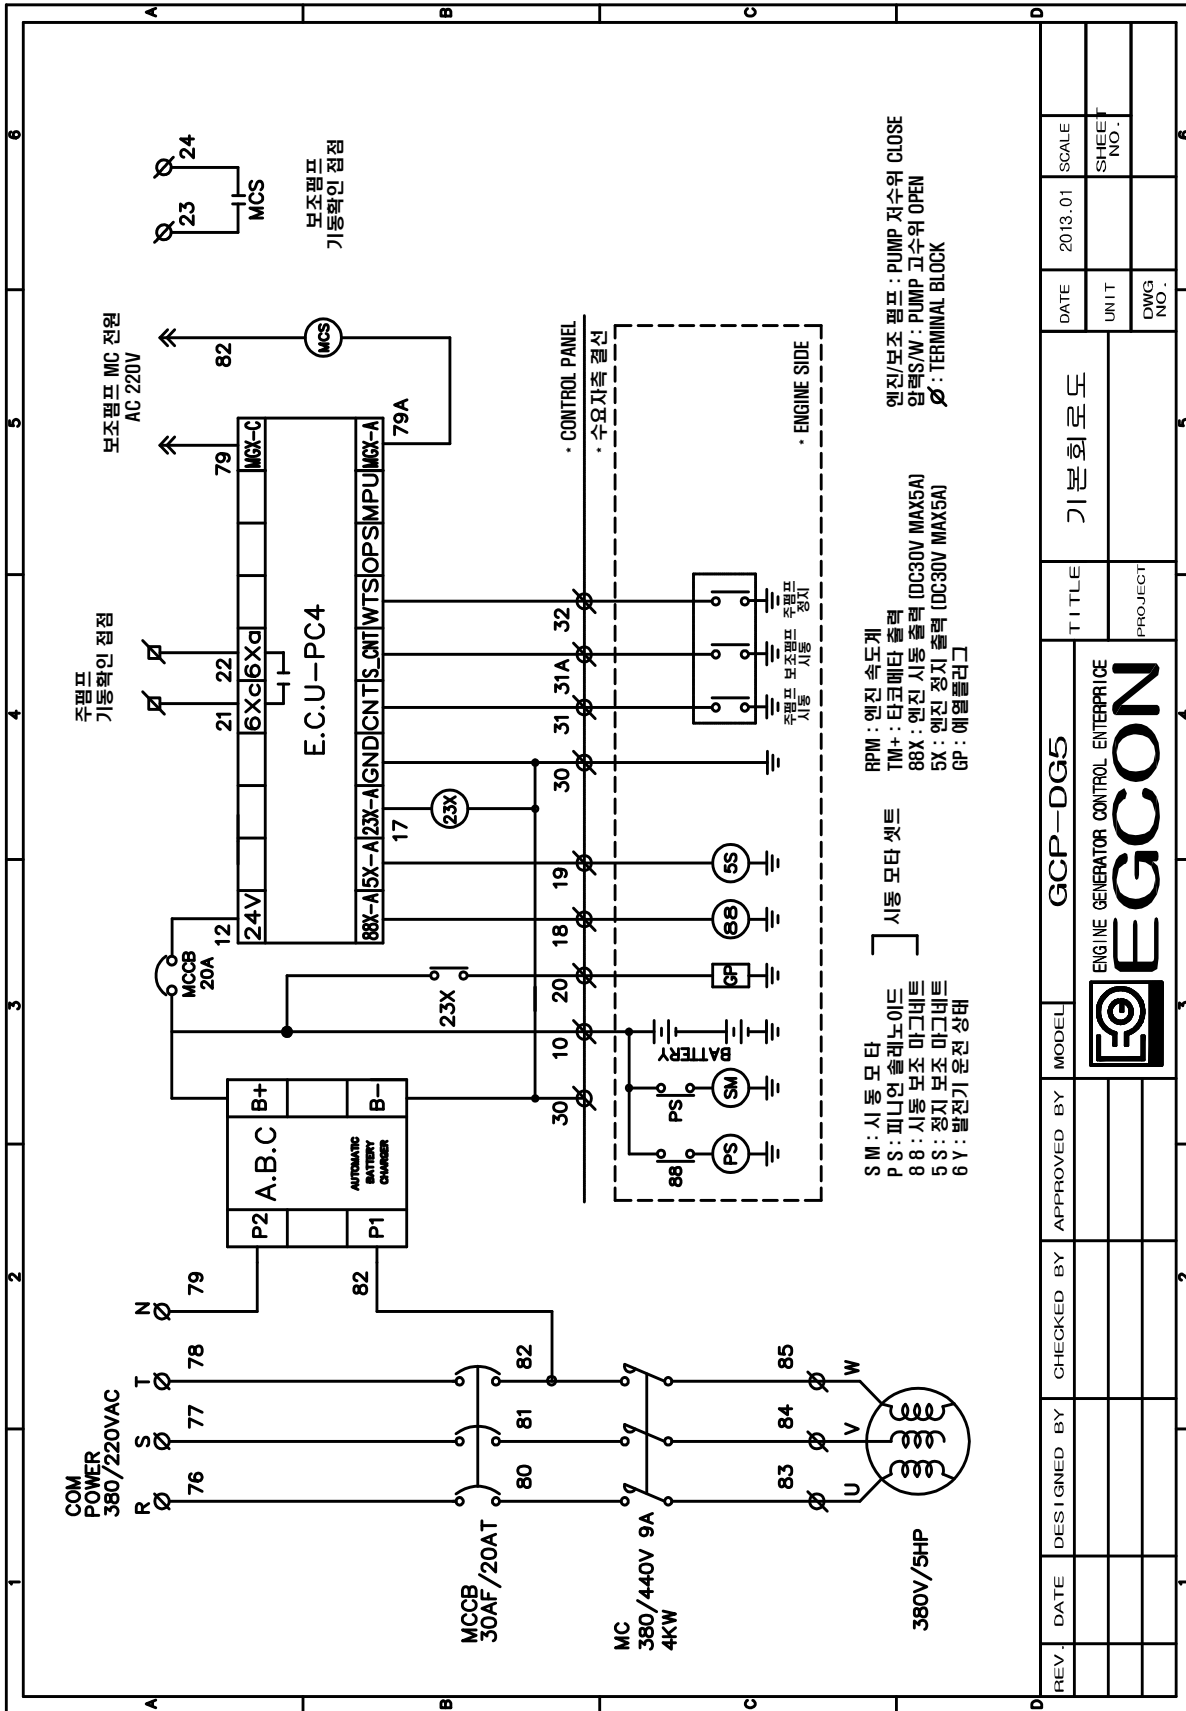 1
2
3
4
5
6
A
B
C
D
COM
POWER
380/220VAC
R
S
T
N
76
77
78
79
MCCB
30AF/20AT
80
81
82
MC
380/440V 9A
4KW
83
84
85
U
V
W
380V/5HP
P2
P1
82
A.B.C
AUTOMATIC
BATTERY
CHARGER
B+
B-
MCCB
20A
12
24V
E.C.U-PC4
21
22
6Xc
6Xa
주펌프
기동확인 접점
79
MGX-C
82
보조펌프 MC 전원
AC 220V
MCS
79A
23
24
MCS
보조펌프
기동확인 접점
88X-A
5X-A
23X-A
GND
CNT
S_CNT
WTS
OPS
MPU
MGX-A
17
23X
23X
30
10
20
18
19
30
31
31A
32
* CONTROL PANEL
* 수요자측 결선
* ENGINE SIDE
88
PS
PS
SM
BATTERY
GP
88
5S
주펌프
시동
보조펌프
시동
주펌프
정지
S M : 시 동 모 타
P S : 피니언 솔레노이드
8 8 : 시동 보조 마그네트
5 S : 정지 보조 마그네트
6 Y : 발전기 운전 상태
시동 모타 셋트
RPM : 엔진 속도계
TM+ : 타코메타 출력
88X : 엔진 시동 출력 (DC30V MAX5A)
5X : 엔진 정지 출력 (DC30V MAX5A)
GP : 예열플러그
엔진/보조 펌프 : PUMP 저수위 CLOSE
압력S/W : PUMP 고수위 OPEN
Ø : TERMINAL BLOCK
REV.
DATE
DESIGNED BY
CHECKED BY
APPROVED BY
MODEL
GCP-DG5
ENGINE GENERATOR CONTROL ENTERPRICE
EGCON
TITLE
기본회로도
PROJECT
DATE
2013.01
SCALE
UNIT
SHEET
NO.
DWG
NO.
A
B
C
D
1
2
3
4
5
6